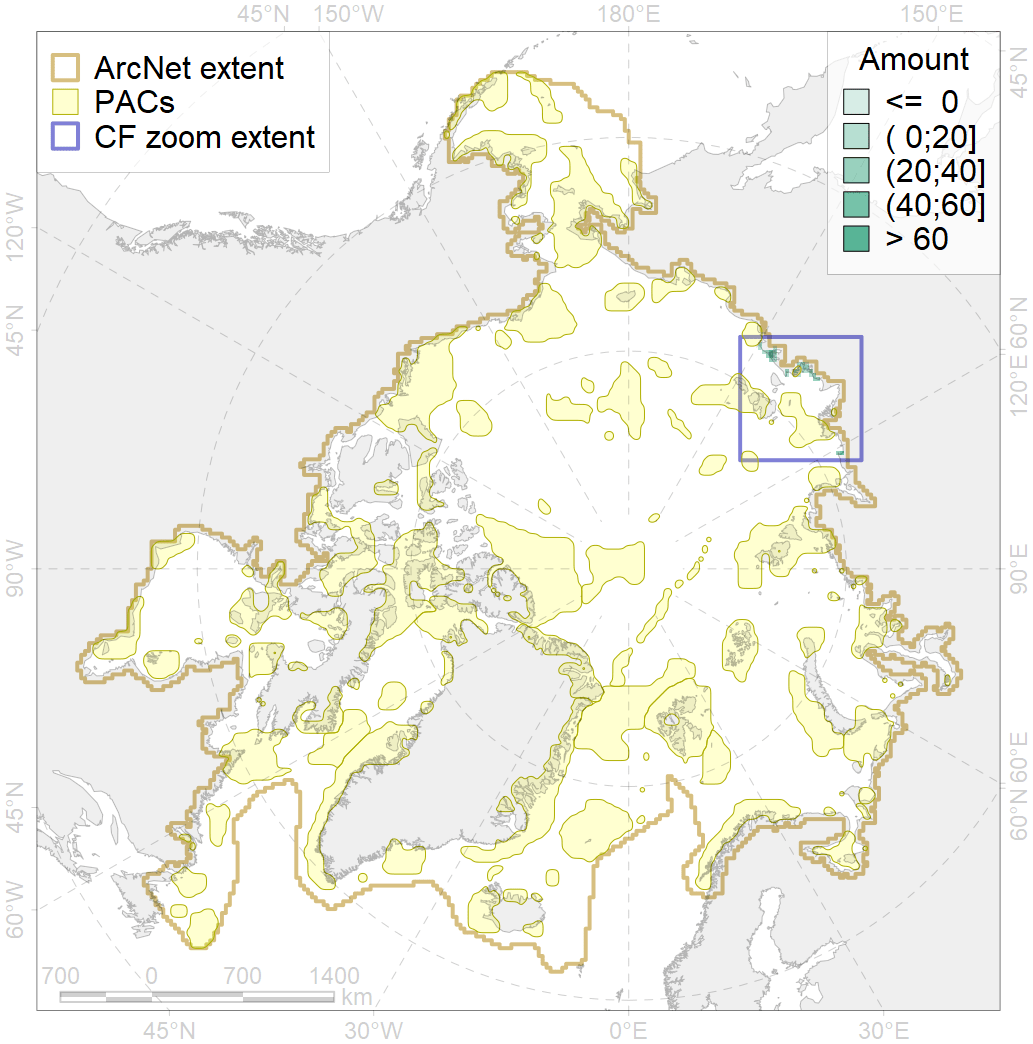 45°N 150°W 180°E 150°E
ArcNet extent
PACs
CF zoom extent
Amount
<= 0
( 0;20]
(20;40]
(40;60]
> 60
45°N
120°W
45°N
90°W
45°N
60°W
60°N
120°E
90°E
60°E
60°N
700 0 700 1400
km
45°N 30°W 0°E 30°E